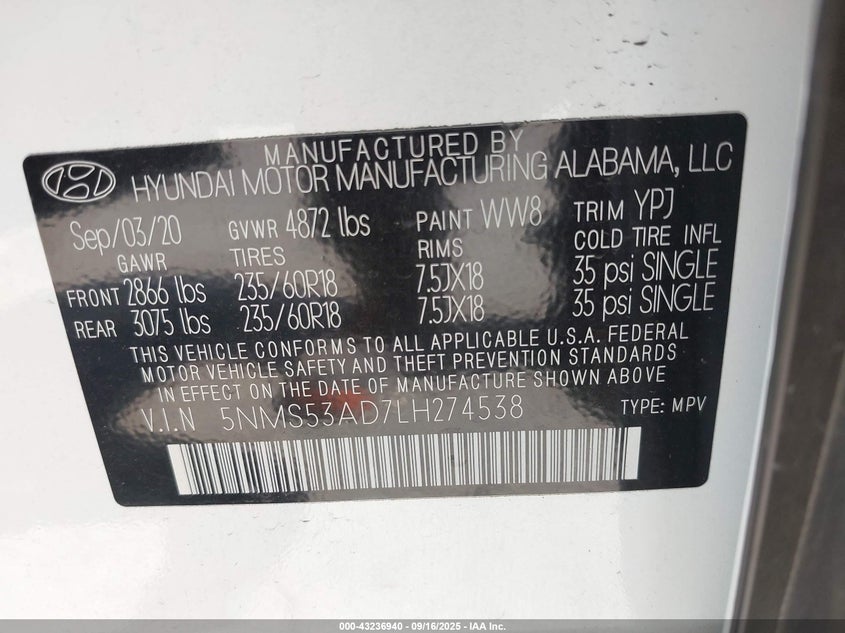 MANUFACTURED BY
HYUNDAI MOTOR MANUFACTURING ALABAMA, LLC
Sep/03/20 GVWR 4872 lbs PAINT WW8 TRIM YPJ
GAWR TIRES RIMS COLD TIRE INFL
FRONT 2866 lbs 235/60R18 7.5JX18 35 psi SINGLE
REAR 3075 lbs 235/60R18 7.5JX18 35 psi SINGLE
THIS VEHICLE CONFORMS TO ALL APPLICABLE U.S.A. FEDERAL
MOTOR VEHICLE SAFETY AND THEFT PREVENTION STANDARDS
IN EFFECT ON THE DATE OF MANUFACTURE SHOWN ABOVE
V.I.N 5NMS53AD7LH274538 TYPE: MPV
000-43236940 - 09/16/2025 - IAA Inc.